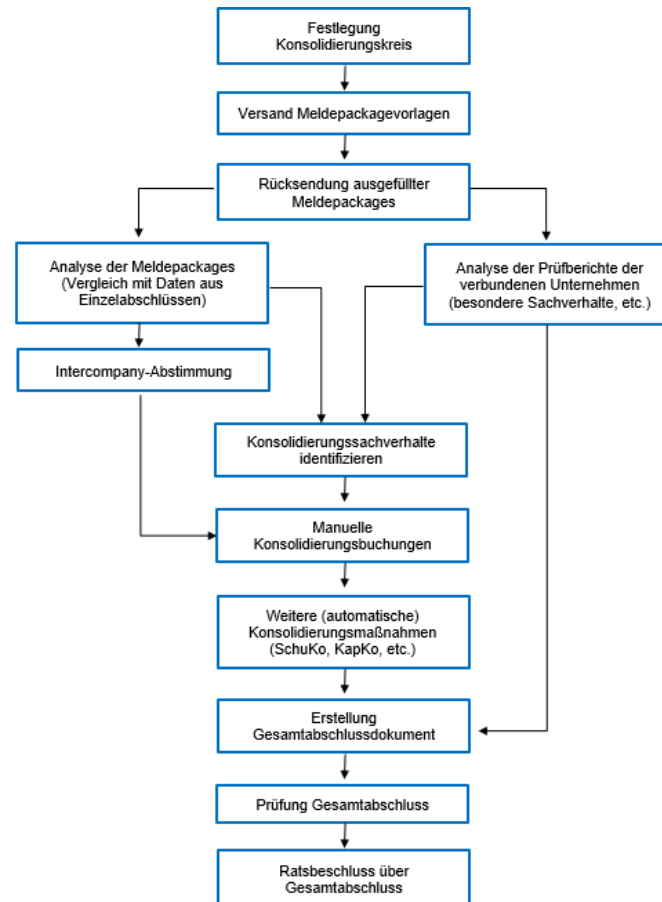 Festlegung
Konsolidierungskreis
Versand Meldepackagevorlagen
Rücksendung ausgefüllter
Meldepackages
Analyse der Meldepackages
(Vergleich mit Daten aus
Einzelabschlüssen)
Analyse der Prüfberichte der
verbundenen Unternehmen
(besondere Sachverhalte, etc.)
Intercompany-Abstimmung
Konsolidierungssachverhalte
identifizieren
Manuelle
Konsolidierungsbuchungen
Weitere (automatische)
Konsolidierungsmaßnahmen
(SchuKo, KapKo, etc.)
Erstellung
Gesamtabschlussdokument
Prüfung Gesamtabschluss
Ratsbeschluss über
Gesamtabschluss